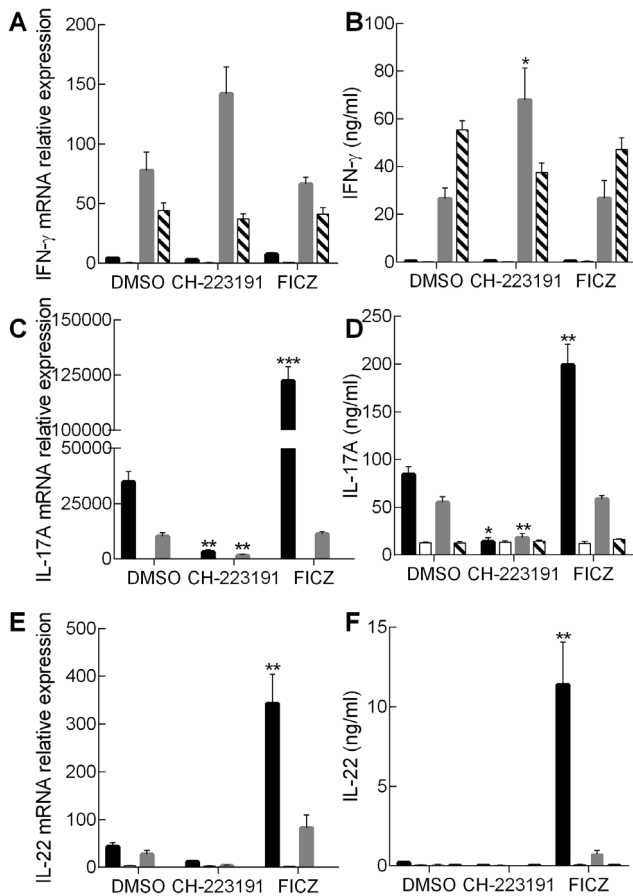 A
IFN-γ mRNA relative expression
200
150
100
50
0
DMSO CH-223191 FICZ
B
IFN-γ (ng/ml)
100
80
60
40
20
0
*
DMSO CH-223191 FICZ
C
IL-17A mRNA relative expression
150000
125000
100000
50000
25000
0
** ** ***
DMSO CH-223191 FICZ
D
IL-17A (ng/ml)
250
200
150
100
50
0
* ** **
DMSO CH-223191 FICZ
E
IL-22 mRNA relative expression
500
400
300
200
100
0
**
DMSO CH-223191 FICZ
F
IL-22 (ng/ml)
15
10
5
0
**
DMSO CH-223191 FICZ